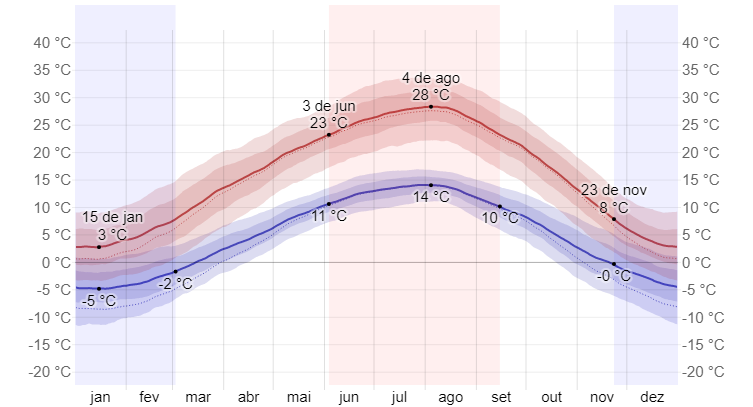 40 °C
40 °C
35 °C
35 °C
30 °C
30 °C
25 °C
25 °C
20 °C
20 °C
15 °C
15 °C
10 °C
10 °C
5 °C
5 °C
0 °C
0 °C
-5 °C
-5 °C
-10 °C
-10 °C
-15 °C
-15 °C
-20 °C
-20 °C
15 de jan
3 °C
3 de jun
23 °C
4 de ago
28 °C
23 de nov
8 °C
-5 °C
-2 °C
11 °C
14 °C
10 °C
-0 °C
jan fev mar abr mai jun jul ago set out nov dez